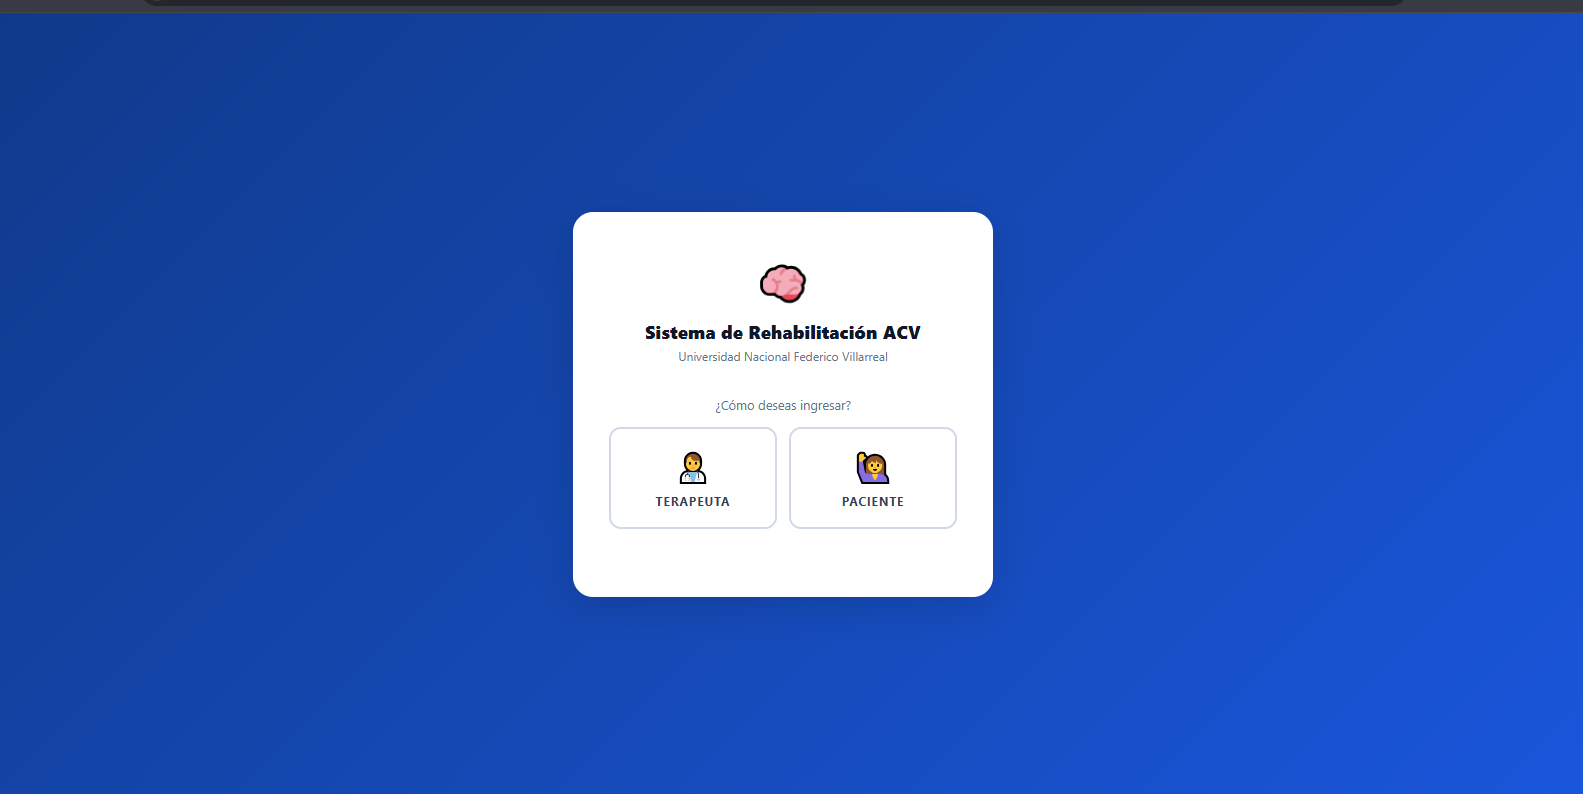 Sistema de Rehabilitación ACV
Universidad Nacional Federico Villarreal
¿Cómo deseas ingresar?
TERAPEUTA
PACIENTE